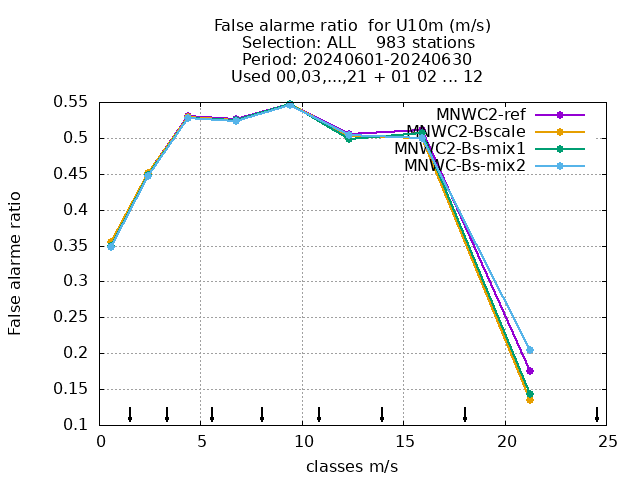 False alarme ratio  for U10m (m/s)
Selection: ALL    983 stations
Period: 20240601-20240630
Used 00,03,...,21 + 01 02 ... 12
MNWC2-ref
MNWC2-Bscale
MNWC2-Bs-mix1
MNWC-Bs-mix2
0.55
0.5
0.45
0.4
0.35
0.3
0.25
0.2
0.15
0.1
False alarme ratio
0 5 10 15 20 25
classes m/s